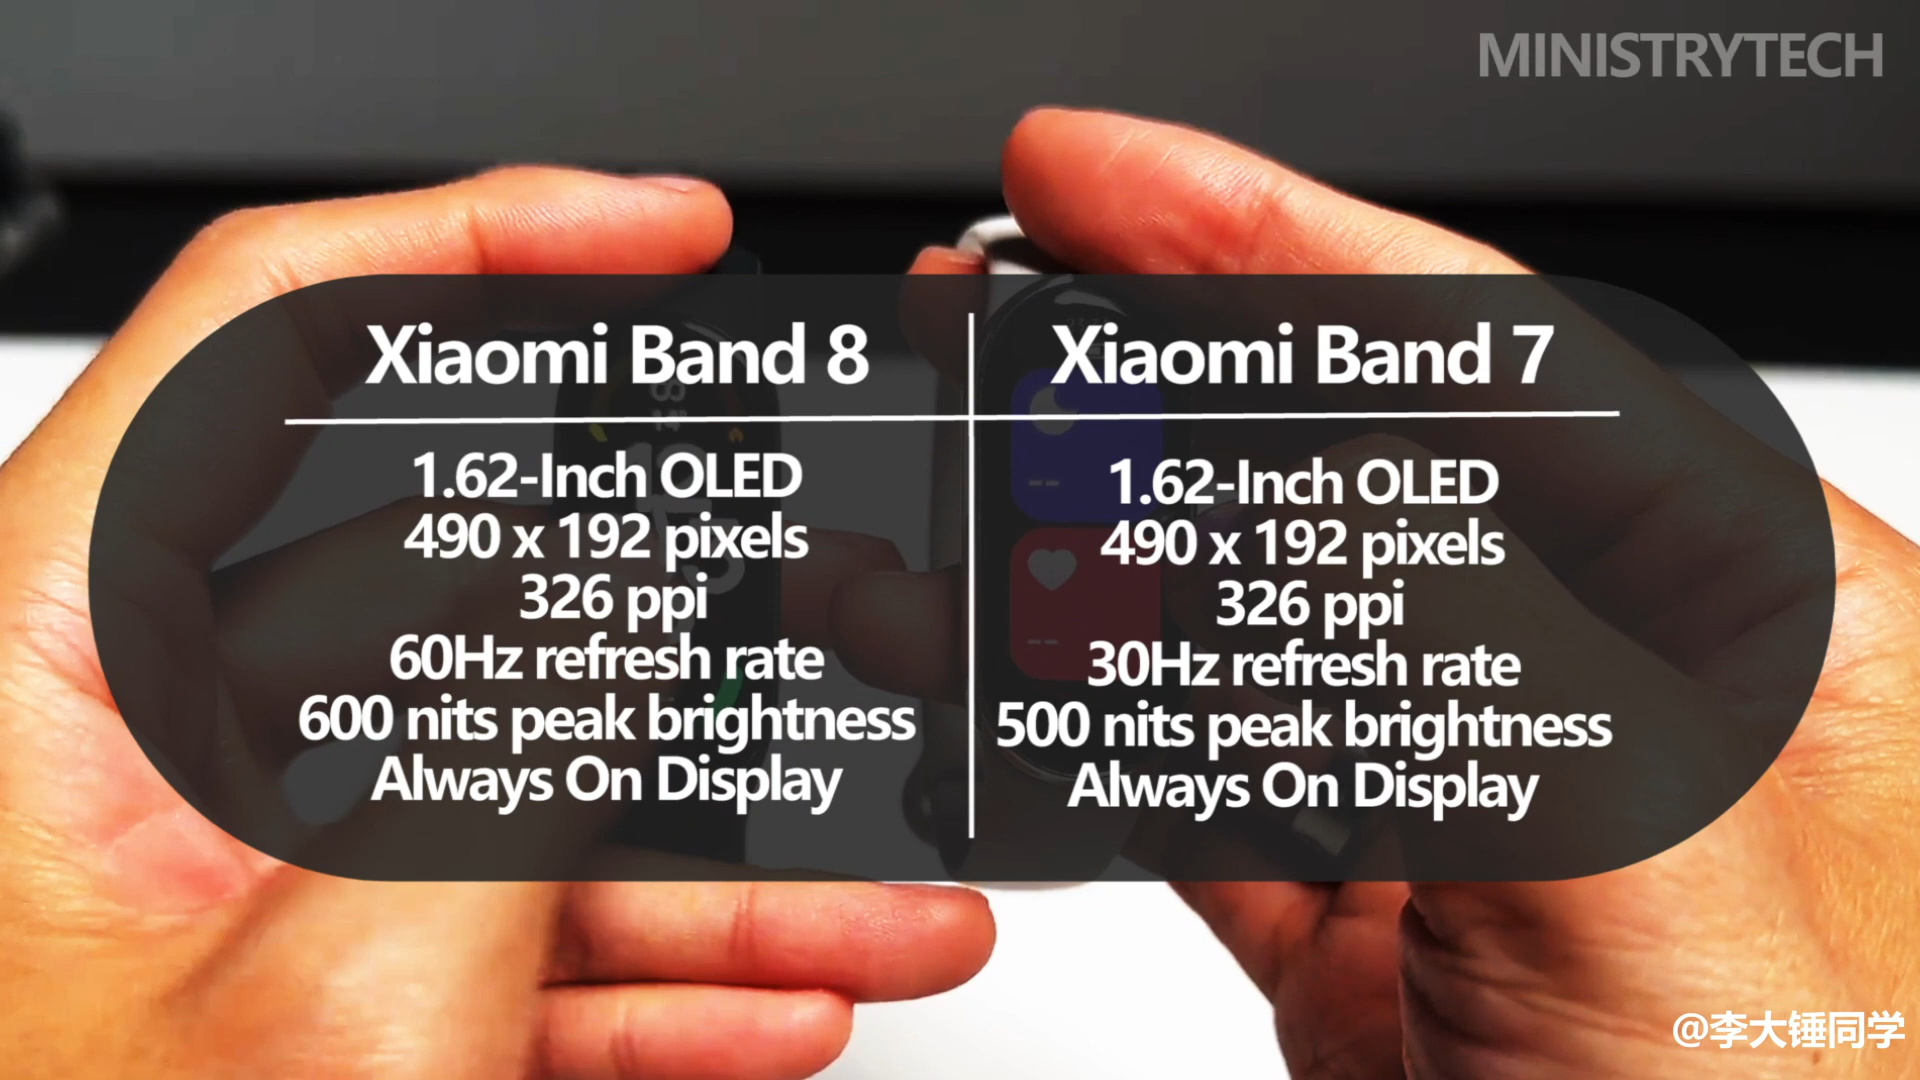 MINISTRYTECH
Xiaomi Band 8
1.62-Inch OLED
490 x 192 pixels
326 ppi
60Hz refresh rate
600 nits peak brightness
Always On Display
Xiaomi Band 7
1.62-Inch OLED
490 x 192 pixels
326 ppi
30Hz refresh rate
500 nits peak brightness
Always On Display
@李大锤同学